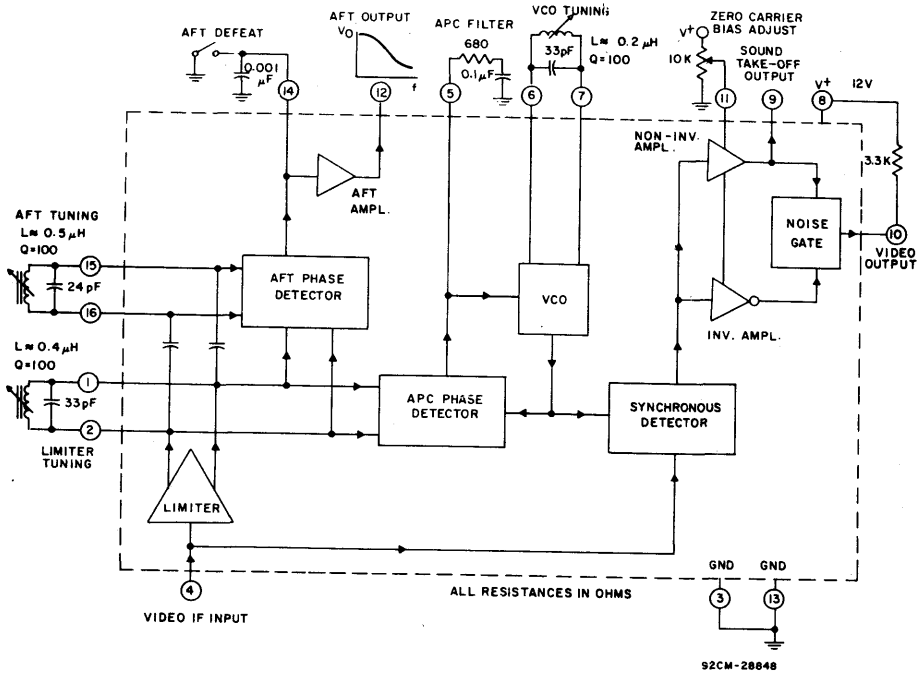 AFT DEFEAT
0.001
μF
14
AFT OUTPUT
VO
f
12
APC FILTER
680
0.1μF
5
VCO TUNING
33pF
L≈ 0.2 μH
Q=100
6
7
ZERO CARRIER
BIAS ADJUST
V+
10K
11
SOUND
TAKE-OFF
OUTPUT
9
V+
8
12V
3.3K
NON-INV.
AMPL.
AFT
AMPL.
AFT TUNING
L≈ 0.5 μH
Q=100
15
24 pF
16
AFT PHASE
DETECTOR
VCO
NOISE
GATE
10
VIDEO
OUTPUT
INV. AMPL.
L≈ 0.4 μH
Q=100
1
33pF
2
LIMITER
TUNING
APC PHASE
DETECTOR
SYNCHRONOUS
DETECTOR
LIMITER
4
VIDEO IF INPUT
ALL RESISTANCES IN OHMS
GND
GND
3
13
92CM-28848